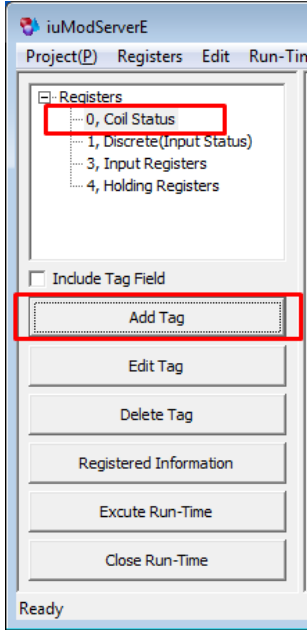 iuModServerE
Project(P) Registers Edit Run-Tim
Registers
0, Coil Status
1, Discrete(Input Status)
3, Input Registers
4, Holding Registers
Include Tag Field
Add Tag
Edit Tag
Delete Tag
Registered Information
Excute Run-Time
Close Run-Time
Ready